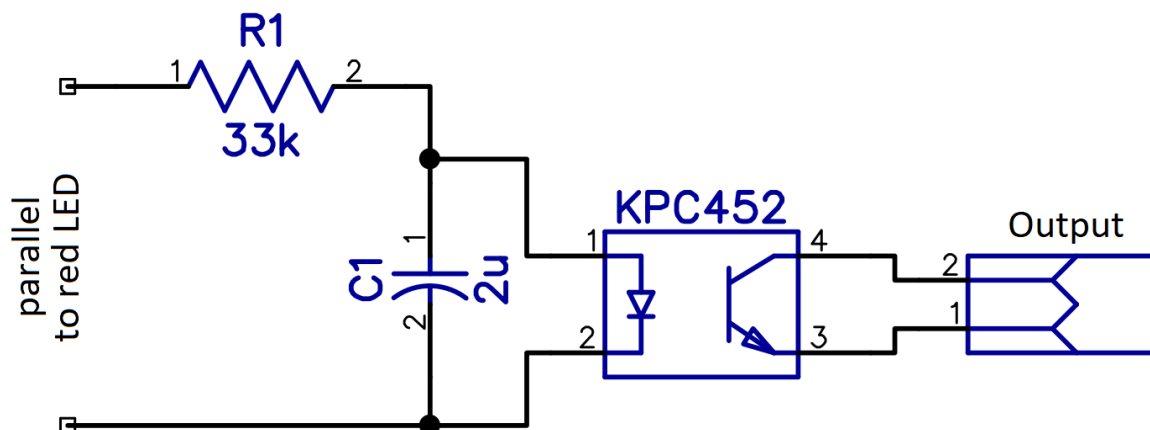 R1
1 2
33k
parallel
to red LED
1
C1 2u
2
KPC452
1 4
2 3
Output
2
1